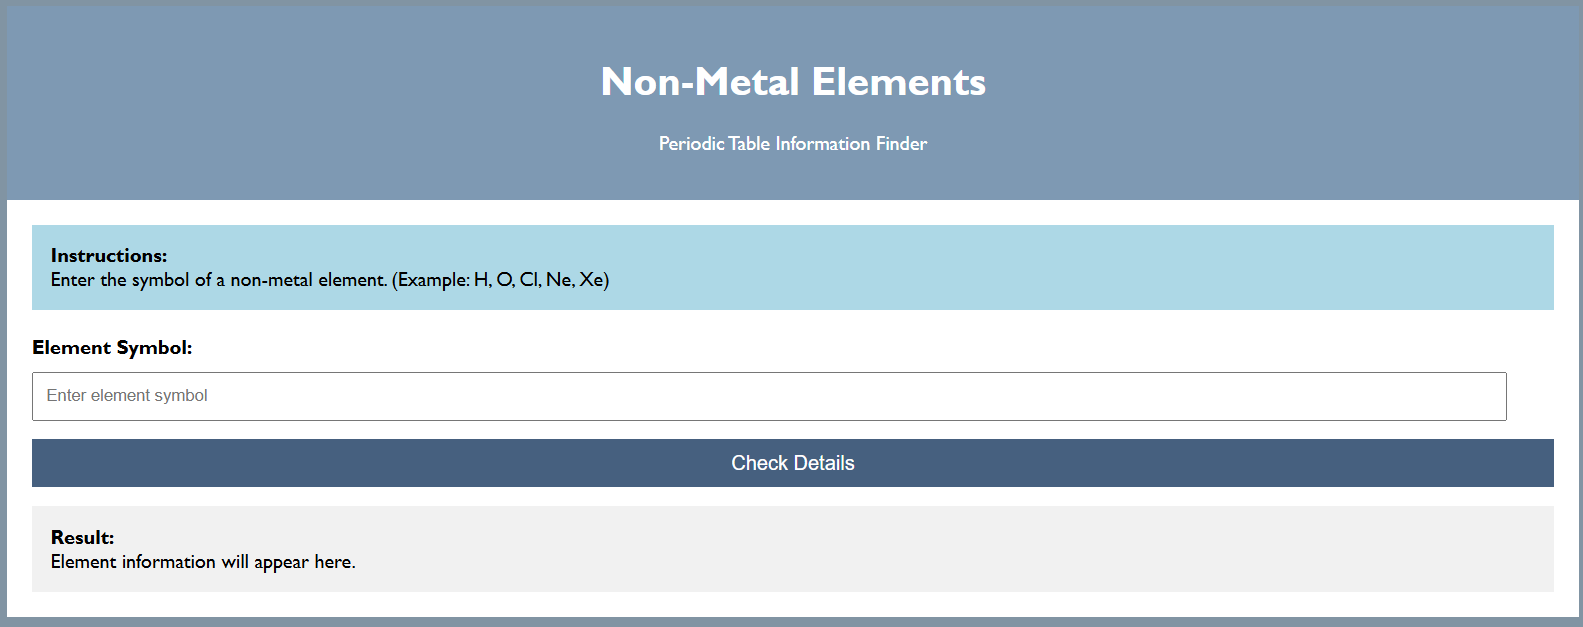 Non-Metal Elements
Periodic Table Information Finder
Instructions:
Enter the symbol of a non-metal element. (Example: H, O, Cl, Ne, Xe)
Element Symbol:
Enter element symbol
Check Details
Result:
Element information will appear here.